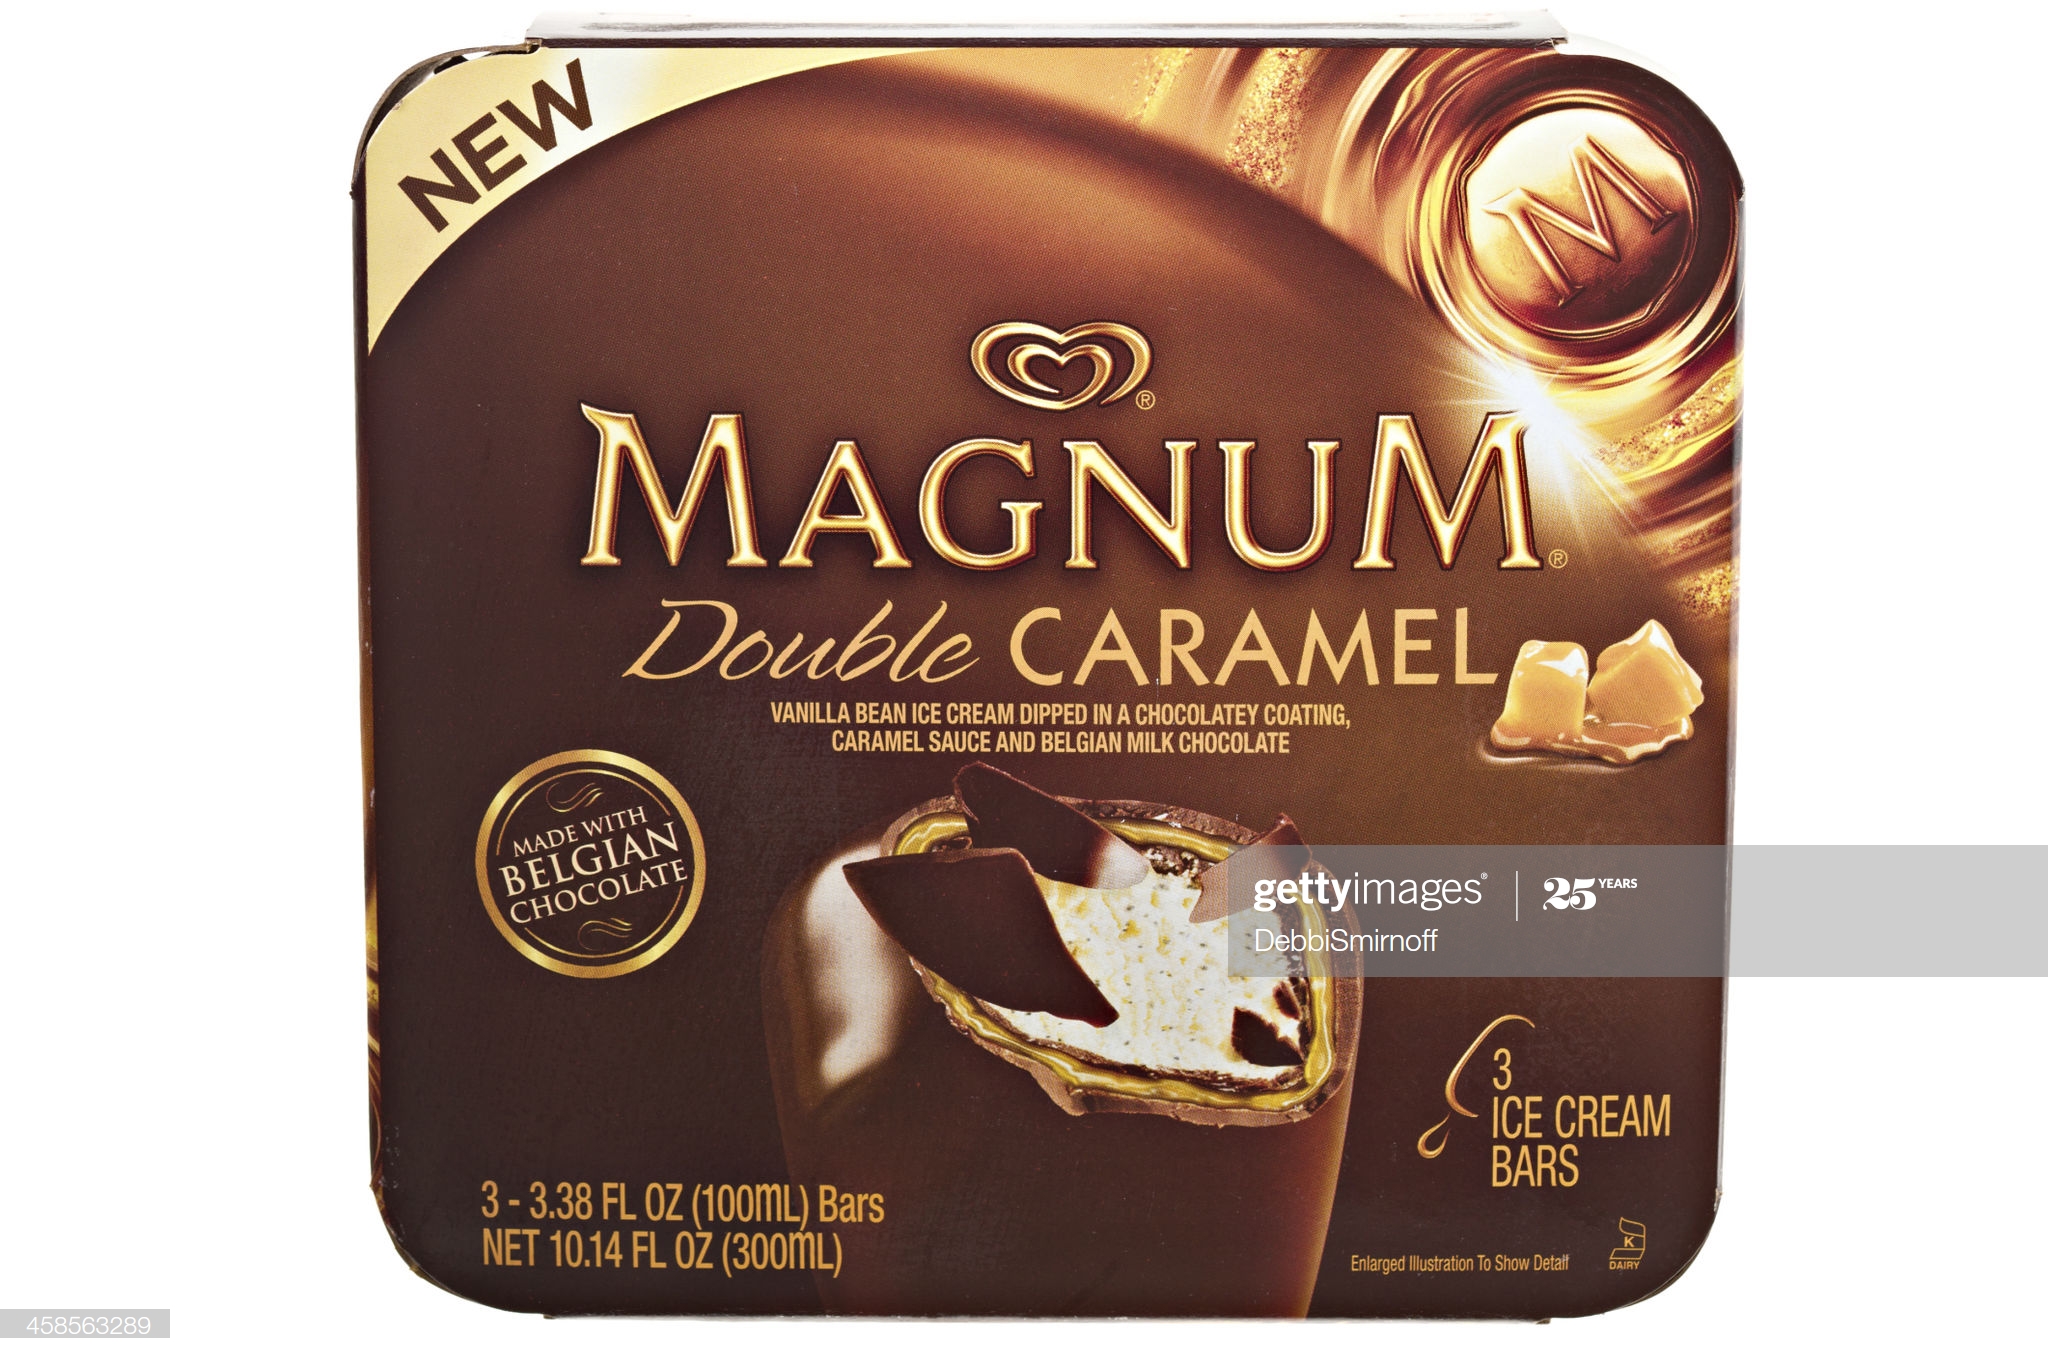 NEW
M
MAGNUM®
Double CARAMEL
VANILLA BEAN ICE CREAM DIPPED IN A CHOCOLATEY COATING,
CARAMEL SAUCE AND BELGIAN MILK CHOCOLATE
MADE WITH
BELGIAN
CHOCOLATE
gettyimages® 25 YEARS
DebbiSmirnoff
3
ICE CREAM
BARS
3 - 3.38 FL OZ (100mL) Bars
NET 10.14 FL OZ (300mL)
Enlarged Illustration To Show Detail
K
DAIRY
458563289